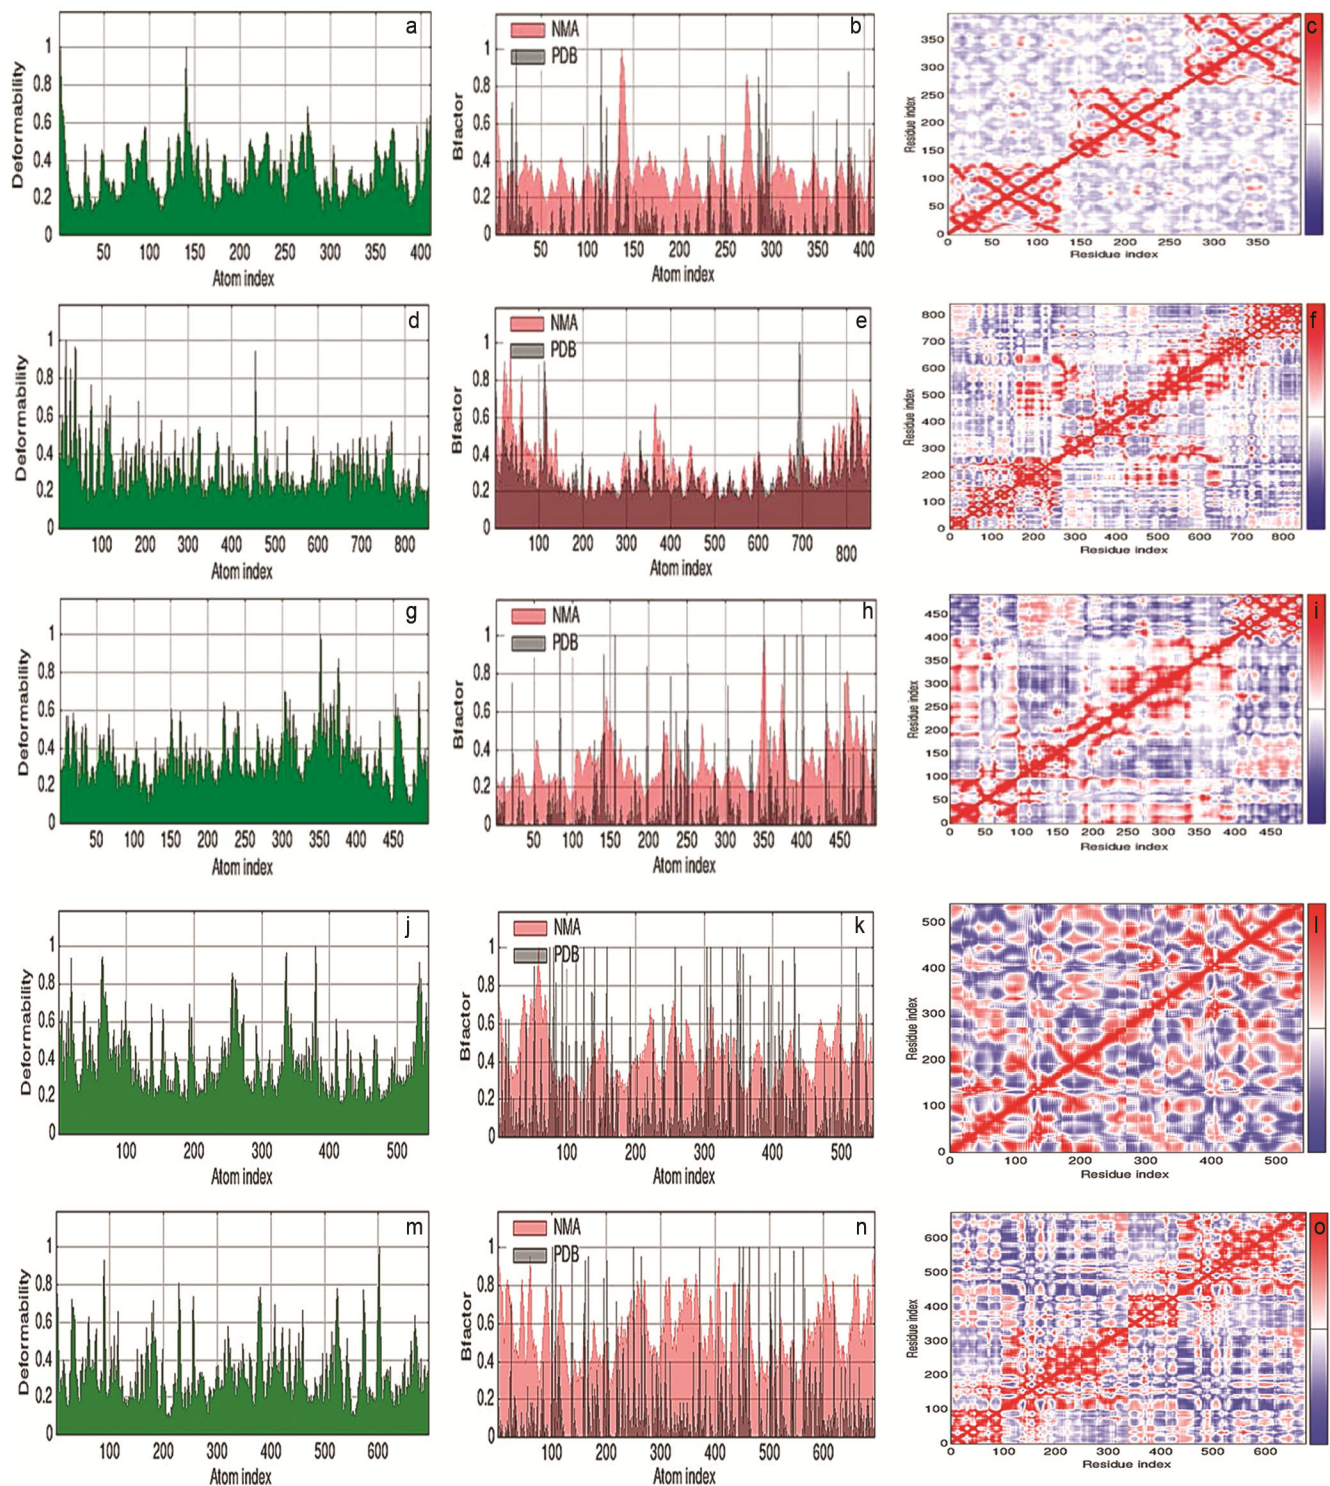 a
Deformability
1
0.8
0.6
0.4
0.2
0
50 100 150 200 250 300 350 400
Atom index
b
NMA
PDB
Bfactor
1
0.8
0.6
0.4
0.2
0
50 100 150 200 250 300 350 400
Atom index
c
Residue index
350
300
250
200
150
100
50
0
0 50 100 150 200 250 300 350
Residue index
d
Deformability
1
0.8
0.6
0.4
0.2
0
100 200 300 400 500 600 700 800
Atom index
e
NMA
PDB
Bfactor
1
0.8
0.6
0.4
0.2
0
100 200 300 400 500 600 700 800
Atom index
f
Residue index
800
700
600
500
400
300
200
100
0
0 100 200 300 400 500 600 700 800
Residue index
g
Deformability
1
0.8
0.6
0.4
0.2
0
50 100 150 200 250 300 350 400 450
Atom index
h
NMA
PDB
Bfactor
1
0.8
0.6
0.4
0.2
0
50 100 150 200 250 300 350 400 450
Atom index
i
Residue index
450
400
350
300
250
200
150
100
50
0
0 50 100 150 200 250 300 350 400 450
Residue index
j
Deformability
1
0.8
0.6
0.4
0.2
0
100 200 300 400 500
Atom index
k
NMA
PDB
Bfactor
1
0.8
0.6
0.4
0.2
0
100 200 300 400 500
Atom index
l
Residue index
500
400
300
200
100
0
0 100 200 300 400 500
Residue index
m
Deformability
1
0.8
0.6
0.4
0.2
0
100 200 300 400 500 600
Atom index
n
NMA
PDB
Bfactor
1
0.8
0.6
0.4
0.2
0
100 200 300 400 500 600
Atom index
o
Residue index
600
500
400
300
200
100
0
0 100 200 300 400 500 600
Residue index